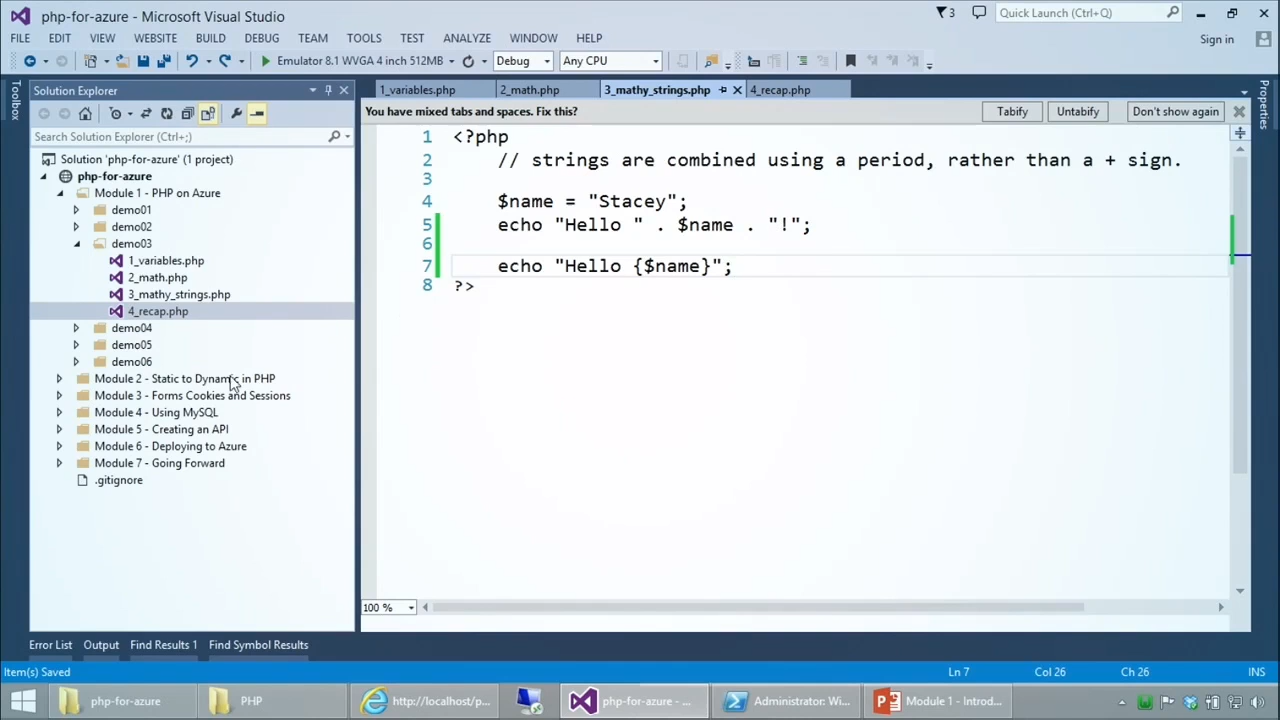 php-for-azure - Microsoft Visual Studio
3
Quick Launch (Ctrl+Q)
FILE EDIT VIEW WEBSITE BUILD DEBUG TEAM TOOLS TEST ANALYZE WINDOW HELP
Sign in
Emulator 8.1 WVGA 4 inch 512MB
Debug
Any CPU
Toolbox
Solution Explorer
Search Solution Explorer (Ctrl+;)
Solution 'php-for-azure' (1 project)
php-for-azure
Module 1 - PHP on Azure
demo01
demo02
demo03
1_variables.php
2_math.php
3_mathy_strings.php
4_recap.php
demo04
demo05
demo06
Module 2 - Static to Dynamic in PHP
Module 3 - Forms Cookies and Sessions
Module 4 - Using MySQL
Module 5 - Creating an API
Module 6 - Deploying to Azure
Module 7 - Going Forward
.gitignore
1_variables.php 2_math.php 3_mathy_strings.php 4_recap.php
You have mixed tabs and spaces. Fix this?
Tabify Untabify Don't show again
1 <?php
2 // strings are combined using a period, rather than a + sign.
3
4 $name = "Stacey";
5 echo "Hello " . $name . "!";
6
7 echo "Hello {$name}";
8 ?>
100 %
Properties
Error List Output Find Results 1 Find Symbol Results
Item(s) Saved Ln 7 Col 26 Ch 26 INS
php-for-azure
PHP
http://localhost/p...
php-for-azure - ...
Administrator: Wi...
Module 1 - Introd...